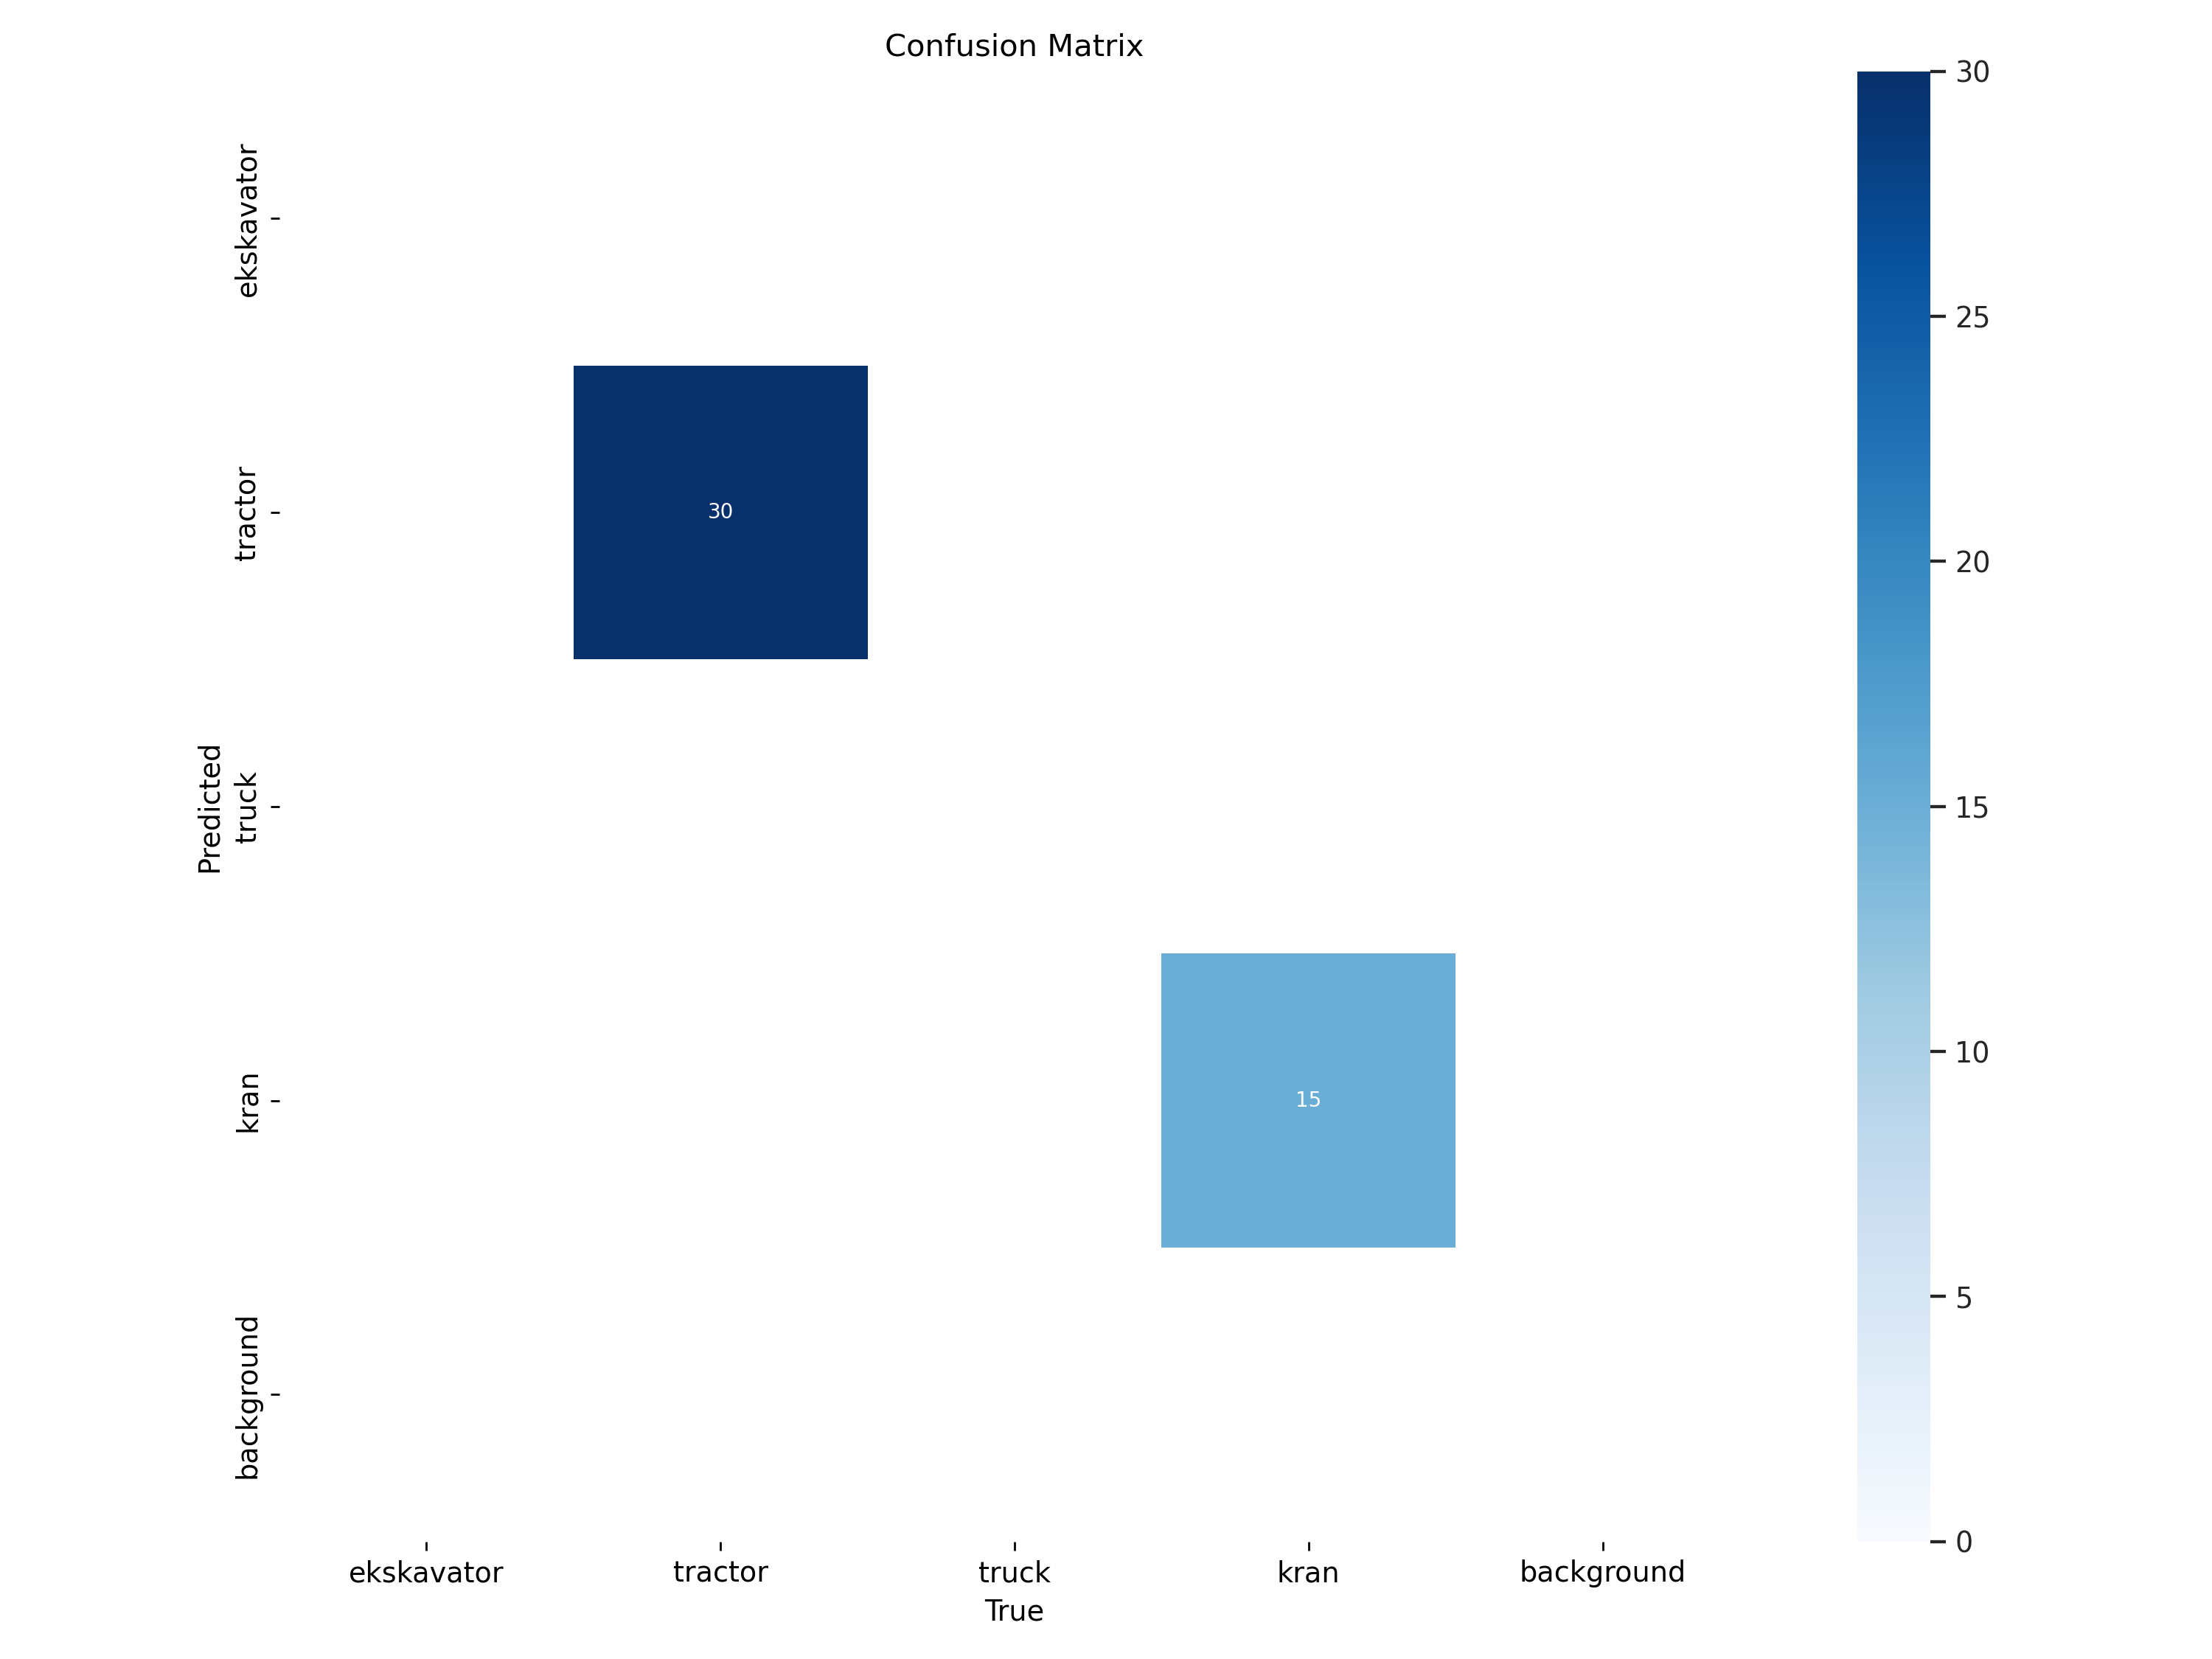 Confusion Matrix
ekskavator
tractor
truck
kran
background
Predicted
30
15
ekskavator
tractor
truck
kran
background
True
30
25
20
15
10
5
0